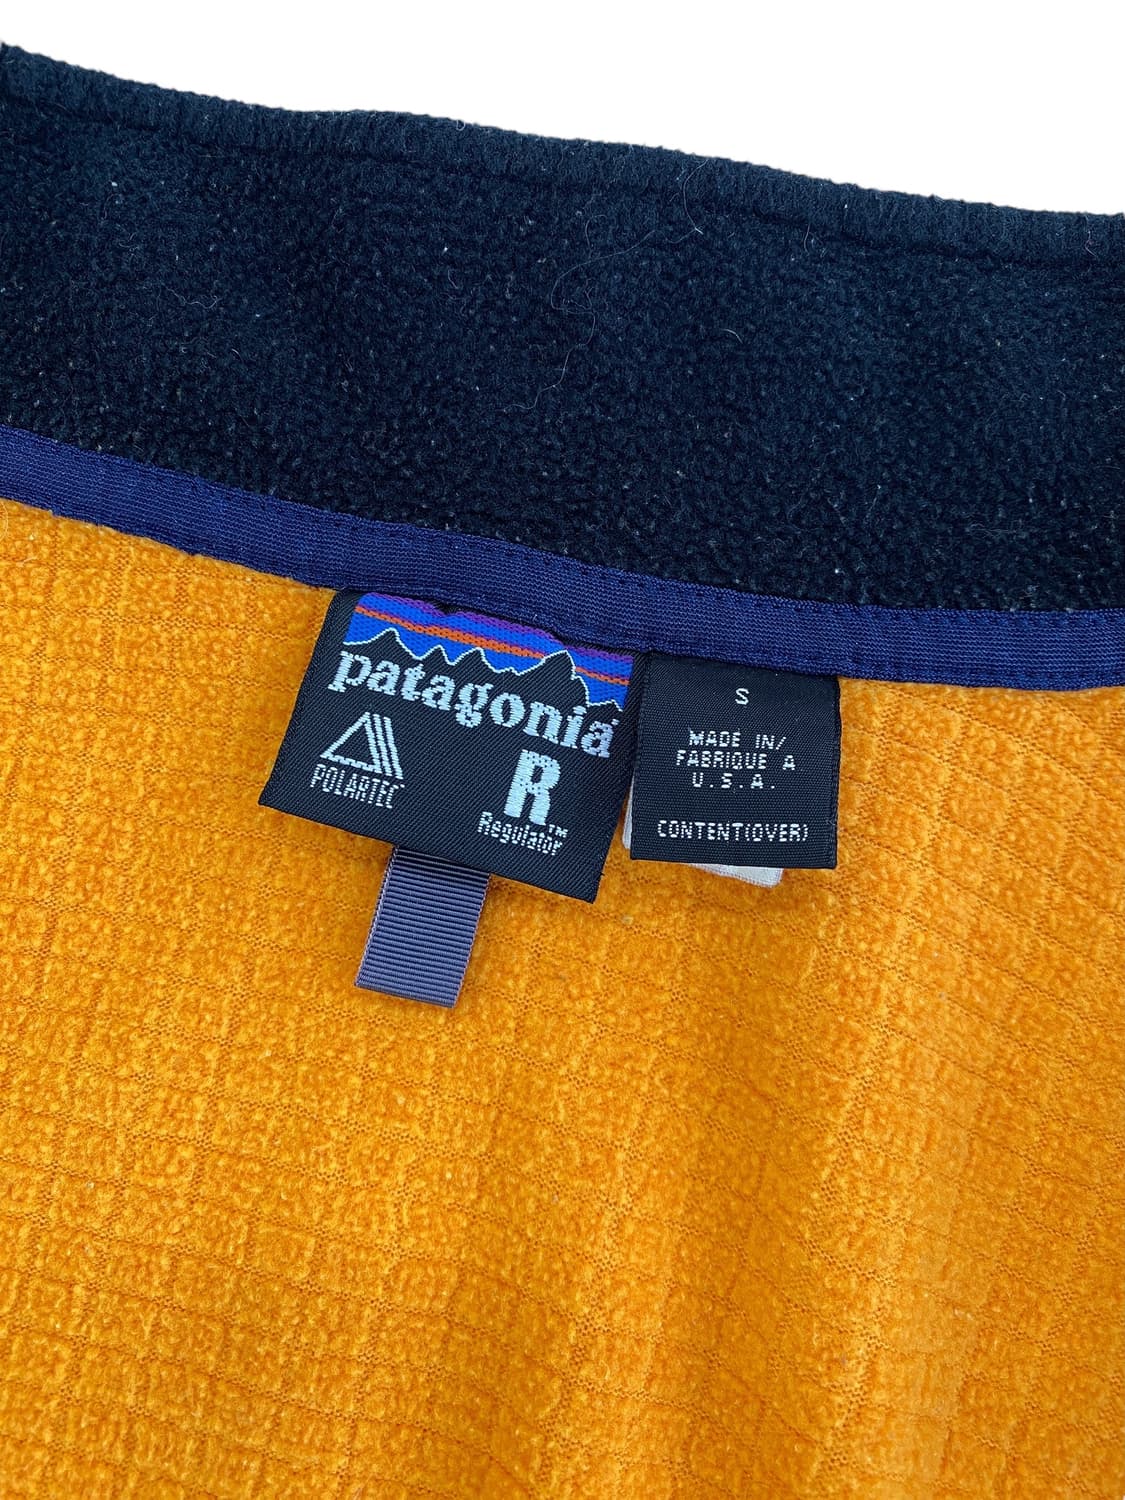 patagonia
POLARTEC
R
Regulator™
S
MADE IN/
FABRIQUE A
U.S.A.
CONTENT(OVER)